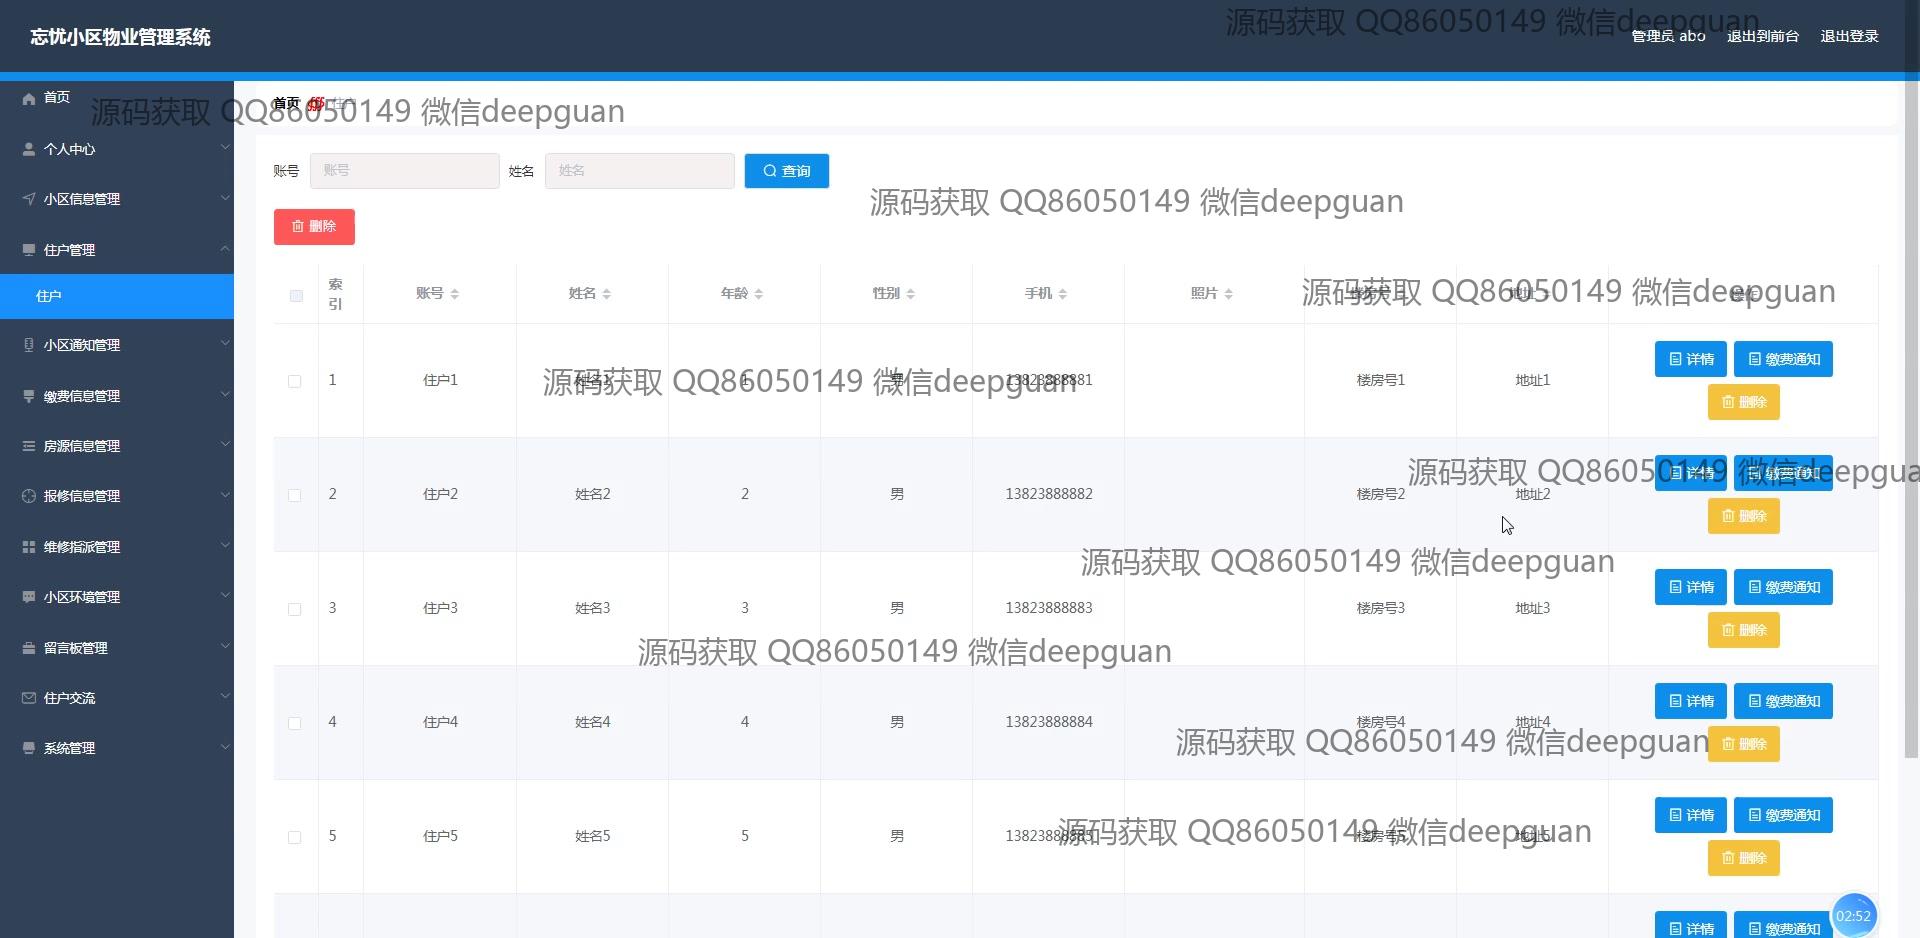 忘忧小区物业管理系统
源码获取 QQ86050149 微信deepguan
管理员 abo 退出到前台 退出登录
首页
首页 住户
源码获取 QQ86050149 微信deepguan
个人中心
账号 账号 姓名 姓名 查询
小区信息管理
源码获取 QQ86050149 微信deepguan
删除
住户管理
住户
索引 账号 姓名 年龄 性别 手机 照片 楼房号 地址 操作
源码获取 QQ86050149 微信deepguan
小区通知管理
1 住户1 姓名1 1 男 13823888881 楼房号1 地址1 详情 缴费通知
删除
源码获取 QQ86050149 微信deepguan
缴费信息管理
房源信息管理
源码获取 QQ86050149 微信deepgua
2 住户2 姓名2 2 男 13823888882 楼房号2 地址2 详情 缴费通知
删除
报修信息管理
维修指派管理
源码获取 QQ86050149 微信deepguan
小区环境管理
3 住户3 姓名3 3 男 13823888883 楼房号3 地址3 详情 缴费通知
删除
留言板管理
源码获取 QQ86050149 微信deepguan
住户交流
4 住户4 姓名4 4 男 13823888884 楼房号4 地址4 详情 缴费通知
删除
源码获取 QQ86050149 微信deepguan
系统管理
5 住户5 姓名5 5 男 13823888885 楼房号5 地址5 详情 缴费通知
删除
源码获取 QQ86050149 微信deepguan
详情 缴费通知
02:52